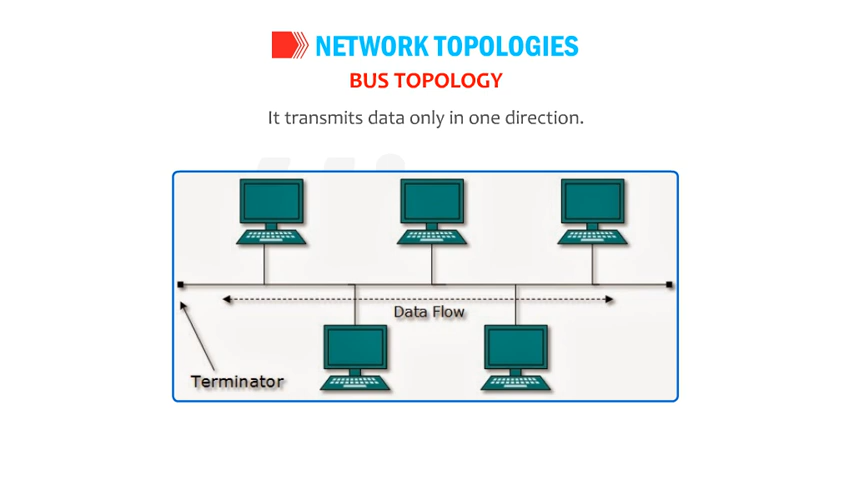 NETWORK TOPOLOGIES
BUS TOPOLOGY
It transmits data only in one direction.
Data Flow
Terminator